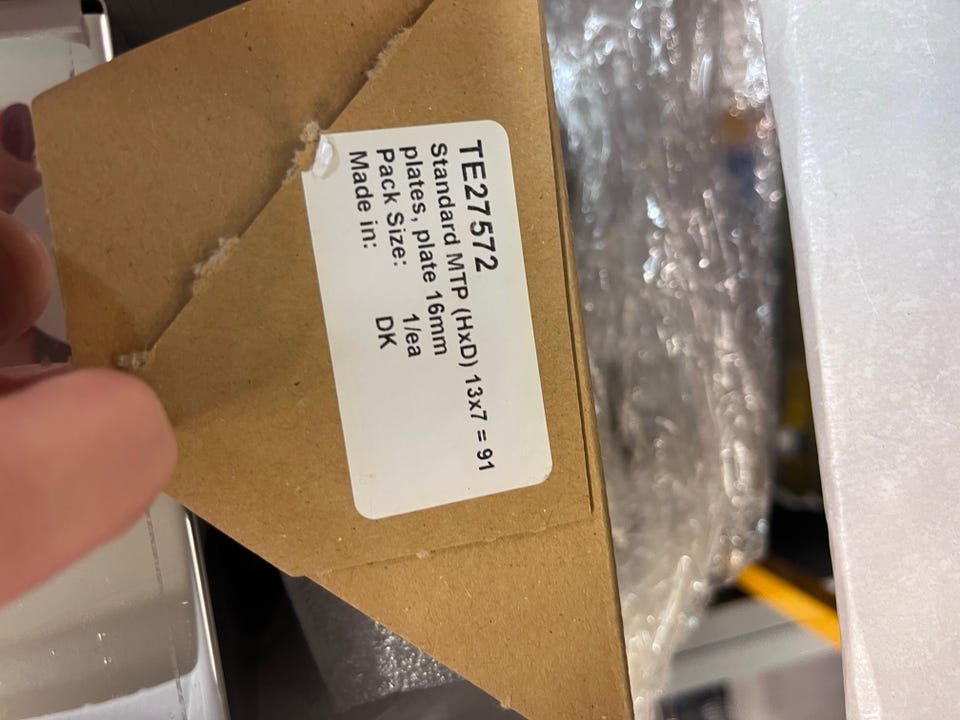 TE27572
Standard MTP (HxD) 13x7 = 91
plates, plate 16mm
Pack Size: 1/ea
Made in: DK